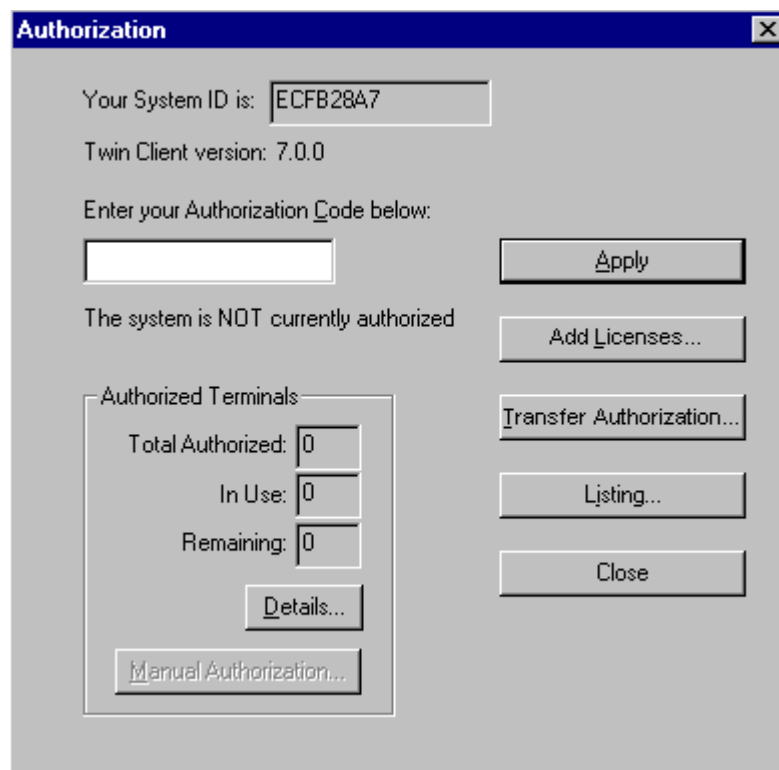 Authorization
Your System ID is: ECFB28A7
Twin Client version: 7.0.0
Enter your Authorization Code below:
Apply
The system is NOT currently authorized
Add Licenses...
Authorized Terminals
Transfer Authorization...
Total Authorized: 0
In Use: 0
Listing...
Remaining: 0
Close
Details...
Manual Authorization...